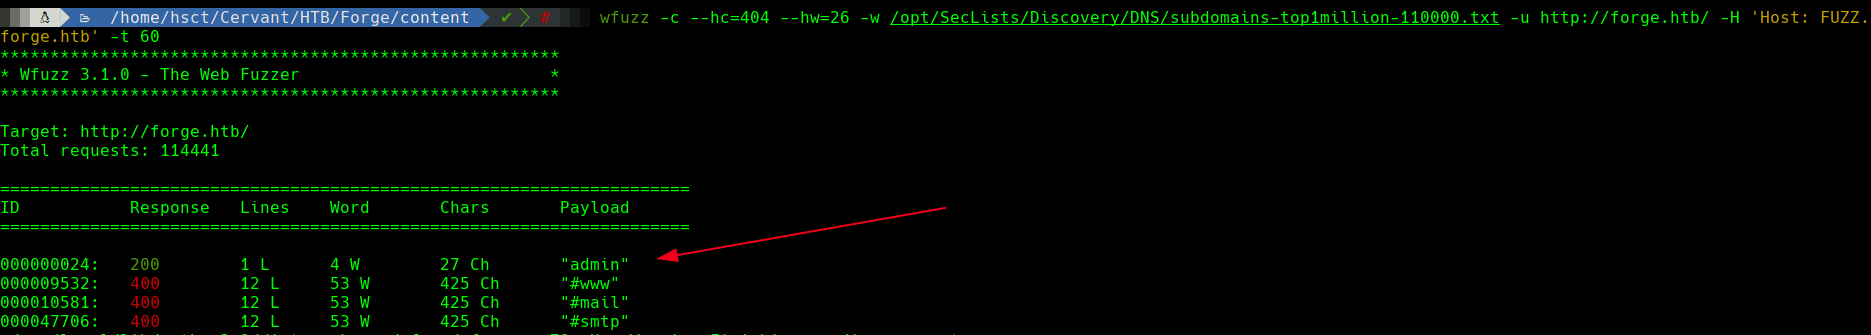 /home/hsct/Cervant/HTB/Forge/content ✔ # wfuzz -c --hc=404 --hw=26 -w /opt/SecLists/Discovery/DNS/subdomains-top1million-110000.txt -u http://forge.htb/ -H 'Host: FUZZ.
forge.htb' -t 60
********************************************************
* Wfuzz 3.1.0 - The Web Fuzzer                         *
********************************************************
Target: http://forge.htb/
Total requests: 114441
=====================================================================
ID           Response   Lines    Word       Chars       Payload
=====================================================================
000000024:   200        1 L      4 W        27 Ch       "admin"
000009532:   400        12 L     53 W       425 Ch      "#www"
000010581:   400        12 L     53 W       425 Ch      "#mail"
000047706:   400        12 L     53 W       425 Ch      "#smtp"